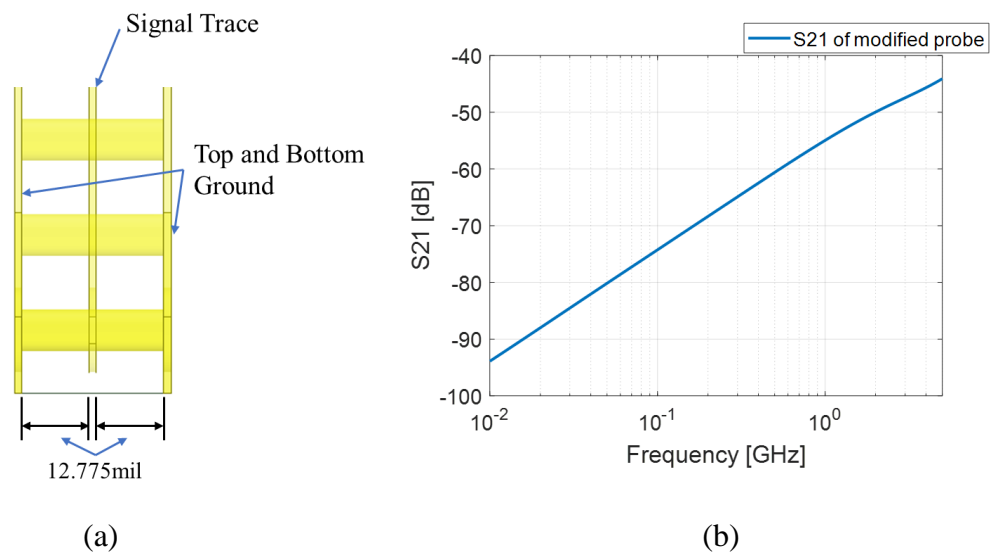 Signal Trace
Top and Bottom
Ground
12.775mil
(a)
S21 of modified probe
-40
-50
-60
-70
-80
-90
-100
S21 [dB]
10^-2
10^-1
10^0
Frequency [GHz]
(b)